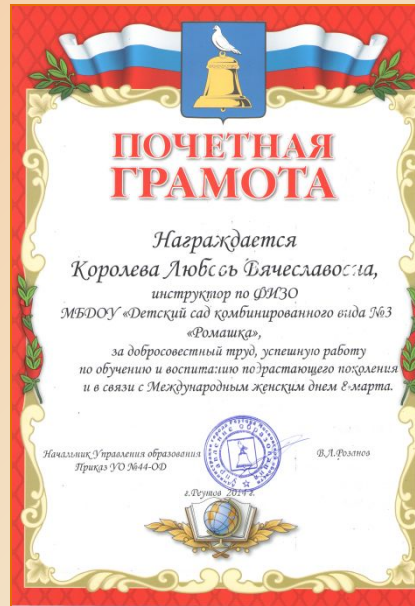 ПОЧЕТНАЯ
ГРАМОТА
Награждается
Королева Любовь Вячеславовна,
инструктор по ФИЗО
МБДОУ «Детский сад комбинированного вида №3
«Ромашка»,
за добросовестный труд, успешную работу
по обучению и воспитанию подрастающего поколения
и в связи с Международным женским днем 8-марта.
Начальник Управления образования
В.Л.Розанов
Приказ УО №44-ОД
г.Реутов 2014 г.